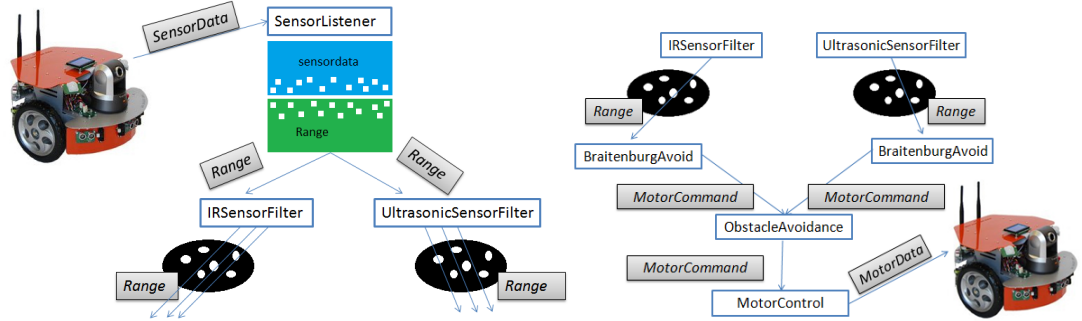 SensorData
SensorListener
sensordata
Range
Range
Range
IRSensorFilter
UltrasonicSensorFilter
Range
Range
IRSensorFilter
UltrasonicSensorFilter
Range
Range
BraitenburgAvoid
BraitenburgAvoid
MotorCommand
MotorCommand
ObstacleAvoidance
MotorCommand
MotorData
MotorControl